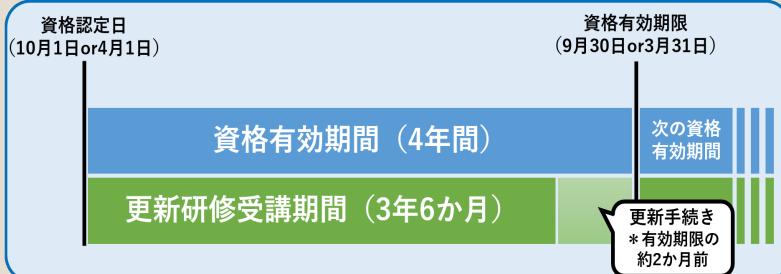 資格認定日
（10月1日or4月1日）
資格有効期限
（9月30日or3月31日）
資格有効期間（4年間）
次の資格
有効期間
更新研修受講期間（3年6か月）
更新手続き
＊有効期限の
約2か月前